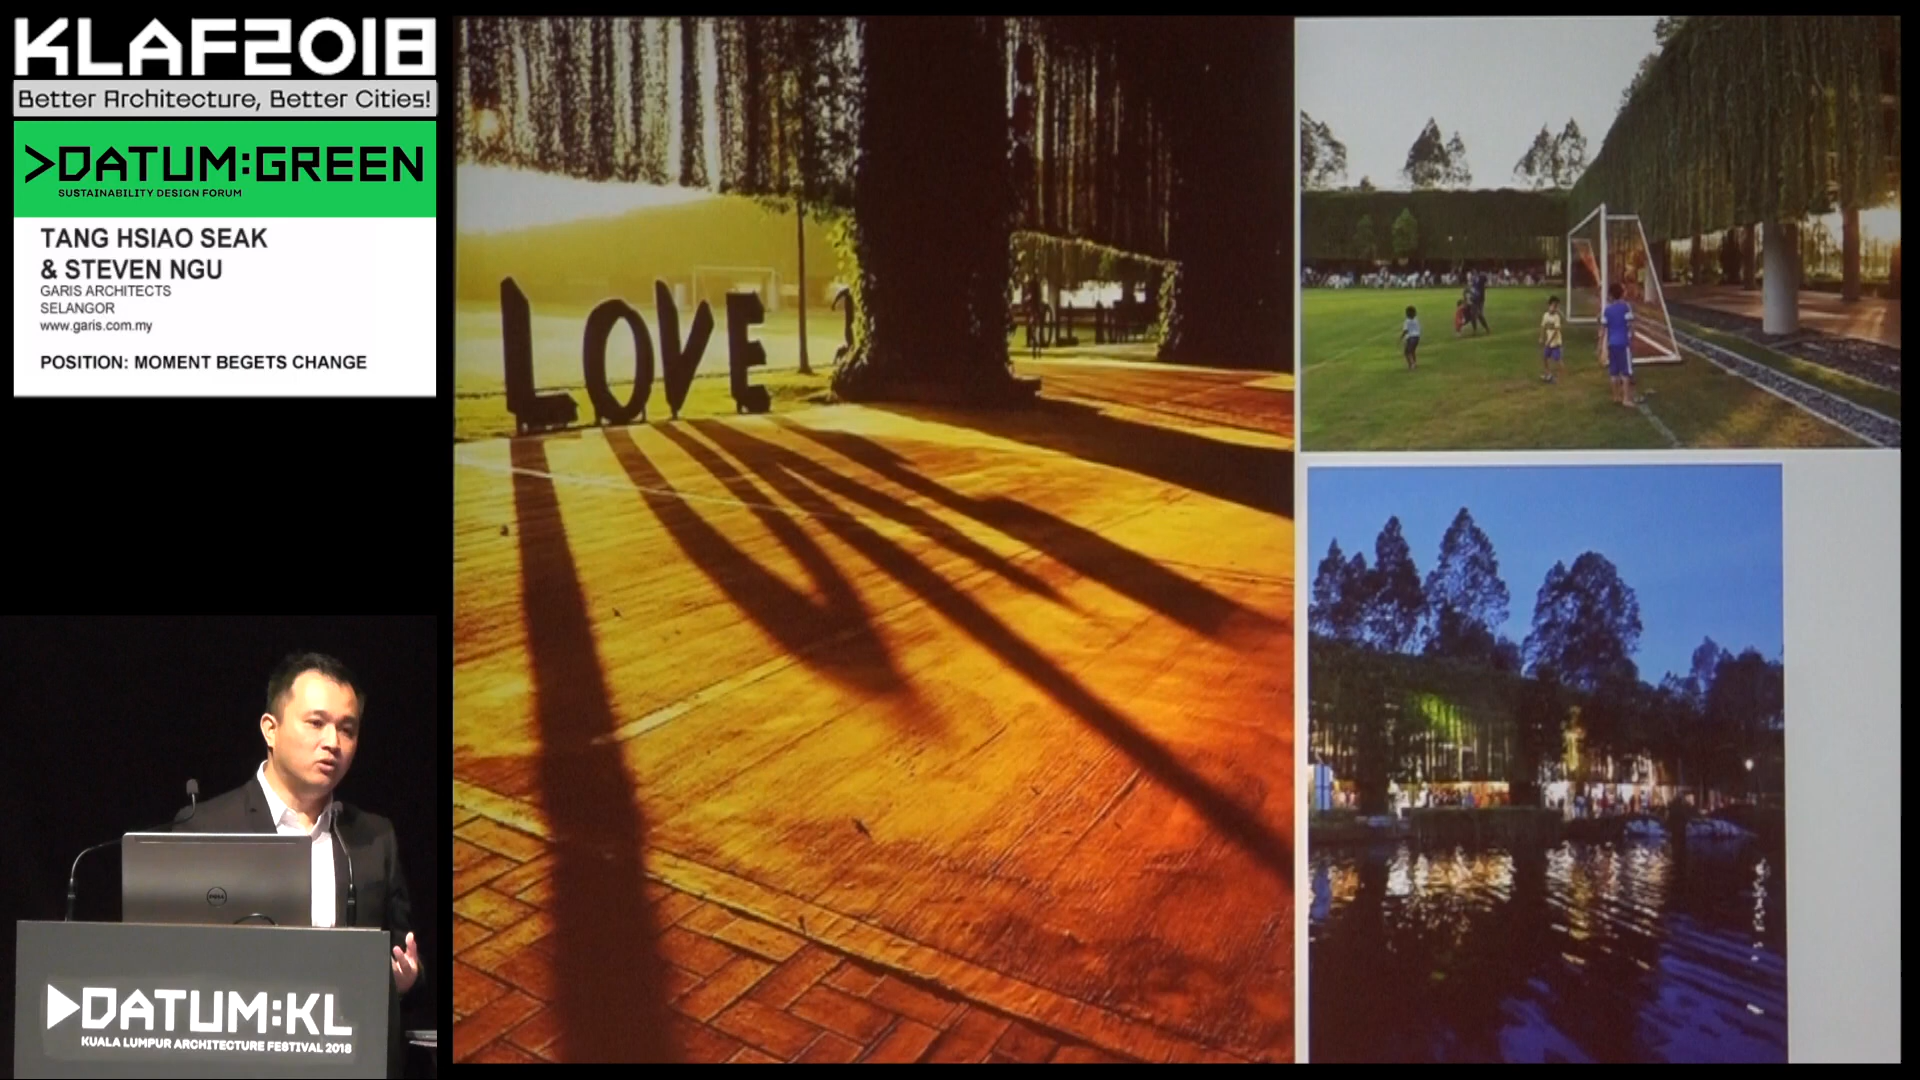 KLAF2018
Better Architecture, Better Cities!
>DATUM:GREEN
SUSTAINABILITY DESIGN FORUM
TANG HSIAO SEAK
& STEVEN NGU
GARIS ARCHITECTS
SELANGOR
www.garis.com.my
POSITION: MOMENT BEGETS CHANGE
LOVE
DELL
DATUM:KL
KUALA LUMPUR ARCHITECTURE FESTIVAL 2018